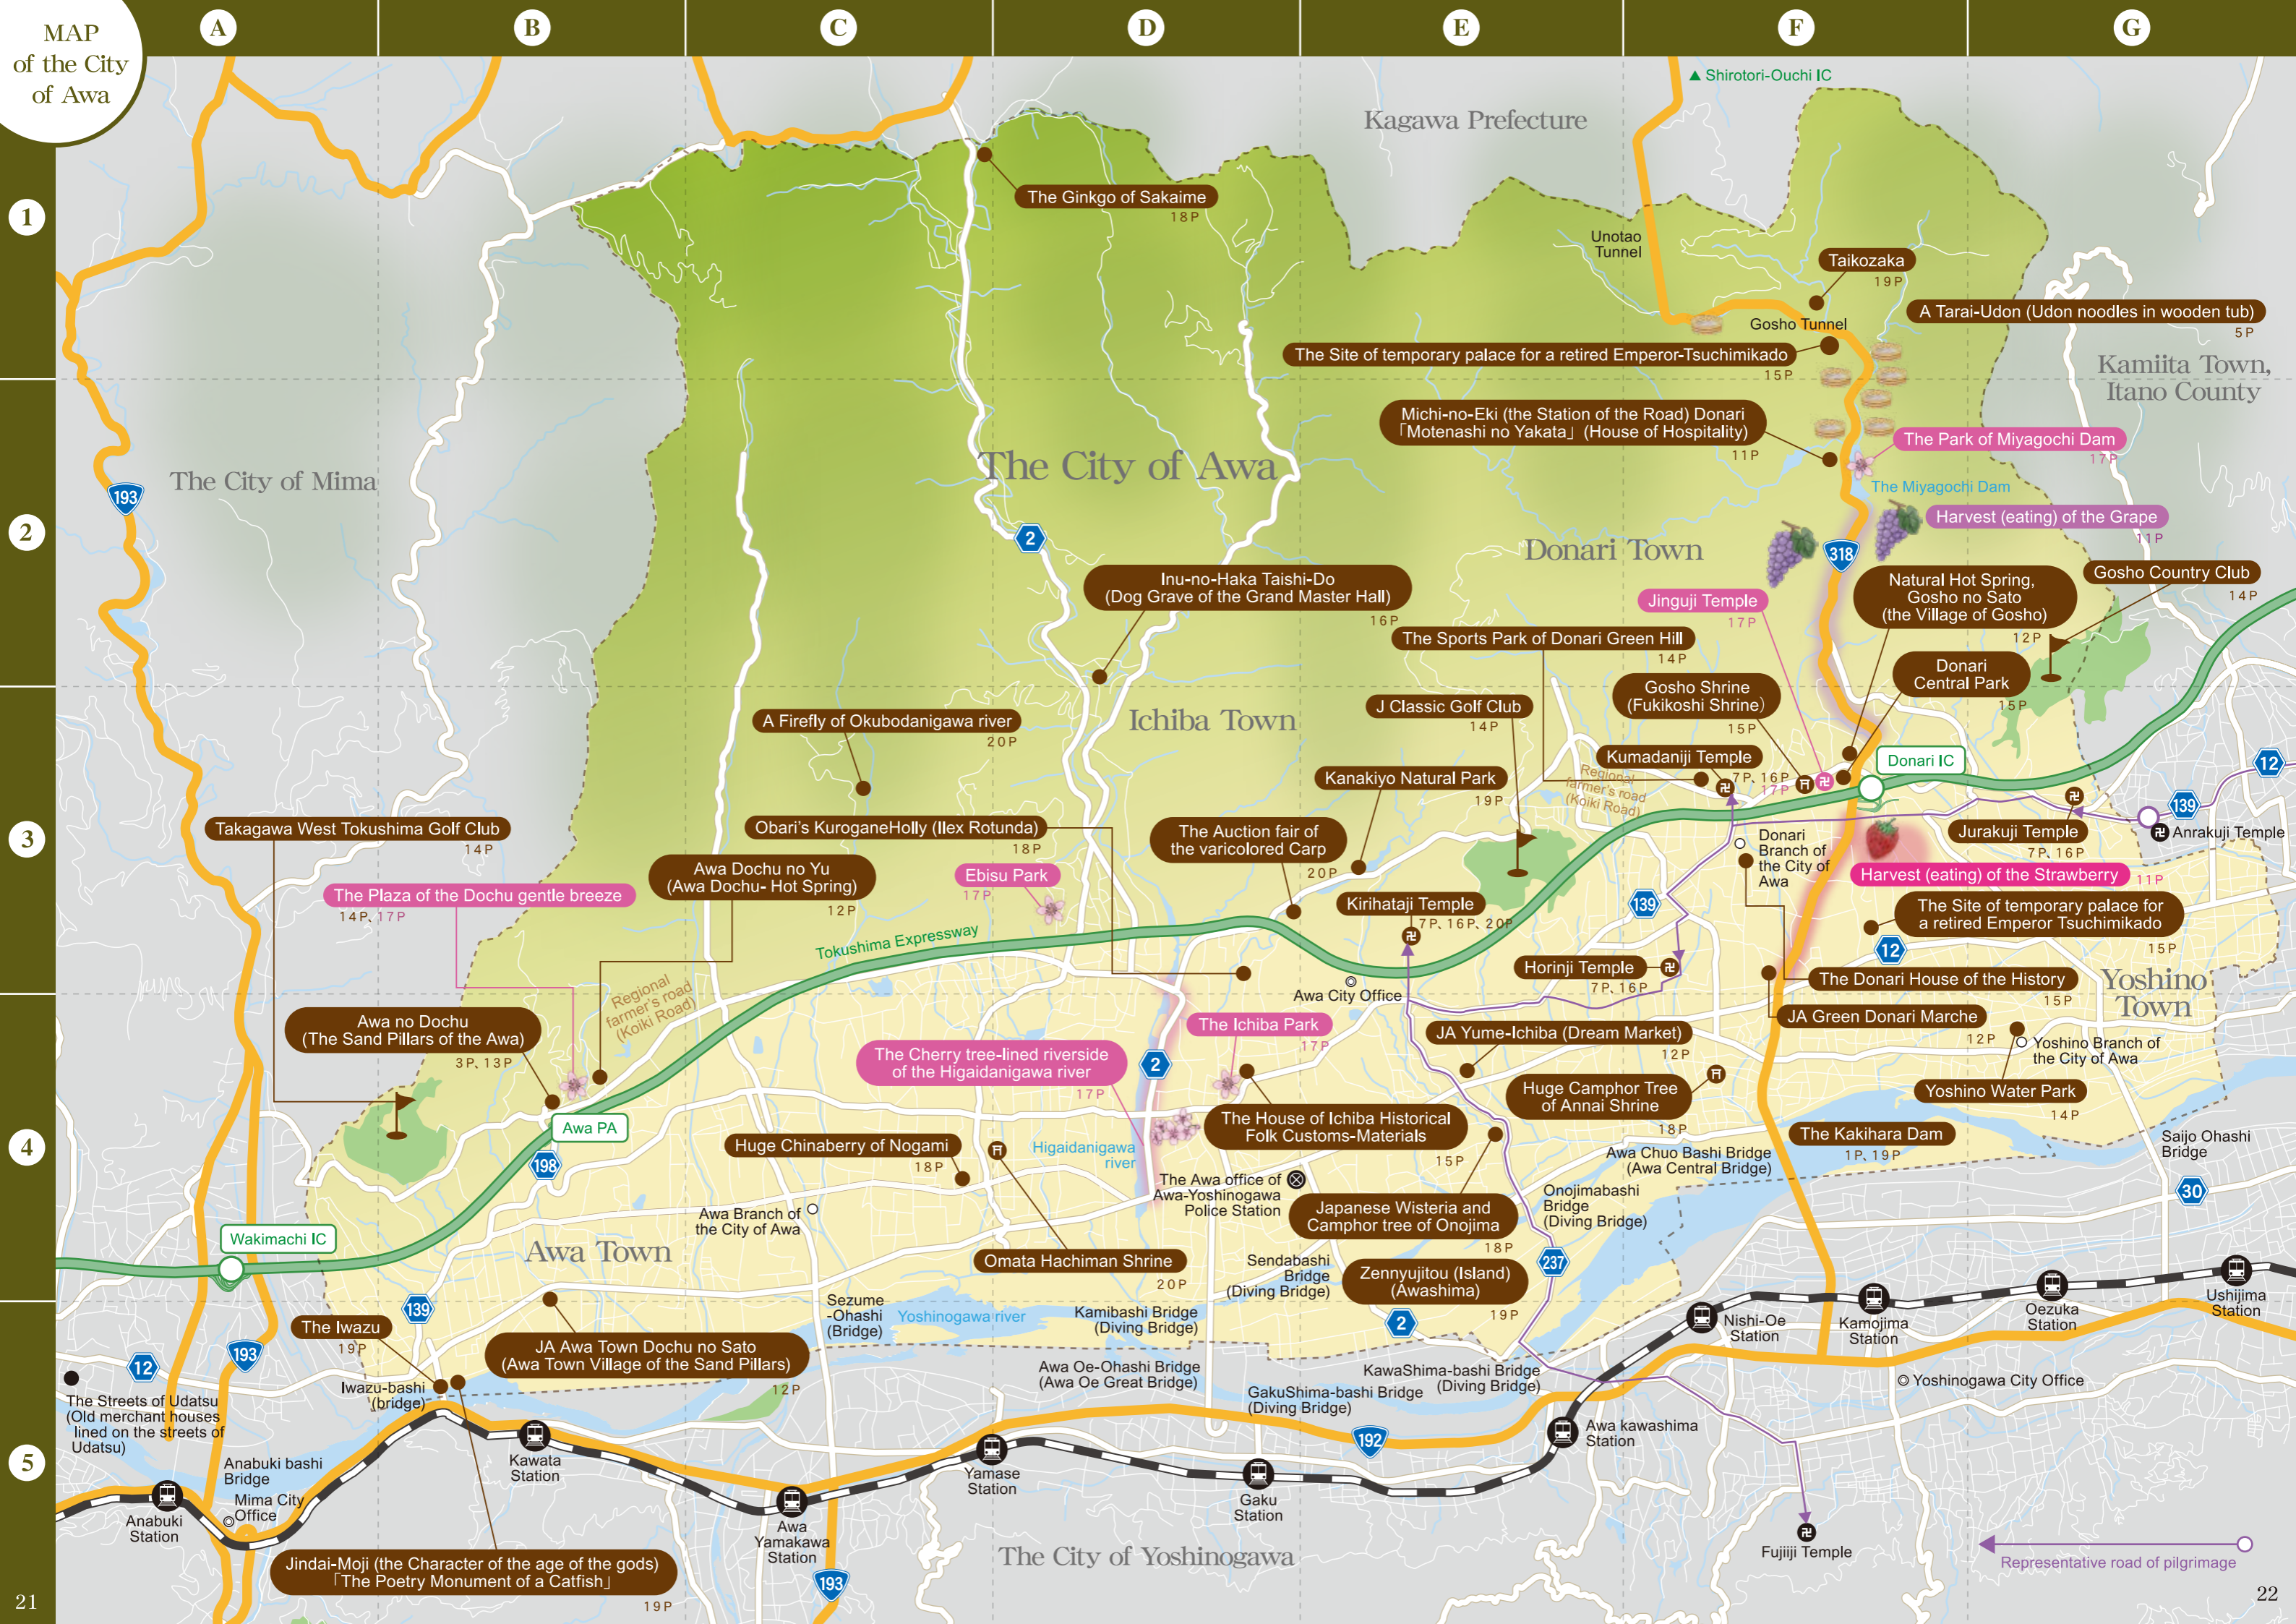 MAP
of the City
of Awa
A
B
C
D
E
F
G
1
2
3
4
5
▲ Shirotori-Ouchi IC
Kagawa Prefecture
The Ginkgo of Sakaime
18P
Unotao
Tunnel
Taikozaka
19P
A Tarai-Udon (Udon noodles in wooden tub)
5P
Gosho Tunnel
The Site of temporary palace for a retired Emperor-Tsuchimikado
15P
Kamiita Town,
Itano County
Michi-no-Eki (the Station of the Road) Donari
「Motenashi no Yakata」(House of Hospitality)
11P
The Park of Miyagochi Dam
17P
The City of Mima
The City of Awa
193
The Miyagochi Dam
Harvest (eating) of the Grape
11P
2
Donari Town
318
Inu-no-Haka Taishi-Do
(Dog Grave of the Grand Master Hall)
16P
Natural Hot Spring,
Gosho no Sato
(the Village of Gosho)
12P
Gosho Country Club
14P
Jinguji Temple
17P
The Sports Park of Donari Green Hill
14P
Donari
Central Park
15P
Gosho Shrine
(Fukikoshi Shrine)
15P
J Classic Golf Club
14P
A Firefly of Okubodanigawa river
20P
Ichiba Town
Kumadaniji Temple
7P、16P
17P
Donari IC
12
Kanakiyo Natural Park
19P
Regional
farmer's road
(Koiki Road)
139
Takagawa West Tokushima Golf Club
14P
Obari's KuroganeHolly (Ilex Rotunda)
18P
The Auction fair of
the varicolored Carp
20P
Donari
Branch of
the City of
Awa
Jurakuji Temple
7P、16P
Anrakuji Temple
Awa Dochu no Yu
(Awa Dochu- Hot Spring)
12P
Ebisu Park
17P
Harvest (eating) of the Strawberry
11P
The Plaza of the Dochu gentle breeze
14P、17P
Kirihataji Temple
7P、16P、20P
139
The Site of temporary palace for
a retired Emperor Tsuchimikado
15P
12
Tokushima Expressway
Horinji Temple
7P、16P
The Donari House of the History
15P
Yoshino
Town
Regional
farmer's road
(Koiki Road)
Awa City Office
Awa no Dochu
(The Sand Pillars of the Awa)
3P、13P
The Ichiba Park
17P
JA Yume-Ichiba (Dream Market)
12P
JA Green Donari Marche
12P
Yoshino Branch of
the City of Awa
The Cherry tree-lined riverside
of the Higaidanigawa river
17P
2
Huge Camphor Tree
of Annai Shrine
18P
Yoshino Water Park
14P
Awa PA
The House of Ichiba Historical
Folk Customs-Materials
15P
Huge Chinaberry of Nogami
18P
Higaidanigawa
river
The Kakihara Dam
1P、19P
Saijo Ohashi
Bridge
198
Awa Chuo Bashi Bridge
(Awa Central Bridge)
The Awa office of
Awa-Yoshinogawa
Police Station
Onojimabashi
Bridge
(Diving Bridge)
30
Awa Branch of
the City of Awa
Japanese Wisteria and
Camphor tree of Onojima
18P
Wakimachi IC
Awa Town
Omata Hachiman Shrine
20P
Sendabashi
Bridge
(Diving Bridge)
Zennyujitou (Island)
(Awashima)
19P
237
Ushijima
Station
139
The Iwazu
19P
Sezume
-Ohashi
(Bridge)
Yoshinogawa river
Kamibashi Bridge
(Diving Bridge)
2
Nishi-Oe
Station
Kamojima
Station
Oezuka
Station
12
193
JA Awa Town Dochu no Sato
(Awa Town Village of the Sand Pillars)
12P
Awa Oe-Ohashi Bridge
(Awa Oe Great Bridge)
KawaShima-bashi Bridge
(Diving Bridge)
Yoshinogawa City Office
The Streets of Udatsu
(Old merchant houses
lined on the streets of
Udatsu)
Iwazu-bashi
(bridge)
GakuShima-bashi Bridge
(Diving Bridge)
192
Awa kawashima
Station
Anabuki bashi
Bridge
Kawata
Station
Yamase
Station
Gaku
Station
Mima City
Office
Anabuki
Station
Awa
Yamakawa
Station
Fujiiji Temple
The City of Yoshinogawa
Representative road of pilgrimage
Jindai-Moji (the Character of the age of the gods)
「The Poetry Monument of a Catfish」
19P
193
21
22